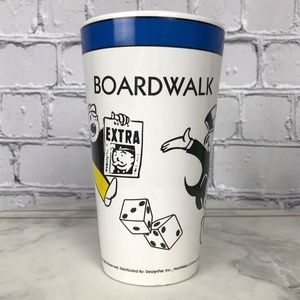 BOARDWALK
EXTRA
Distributed By: DesignPac Inc.,